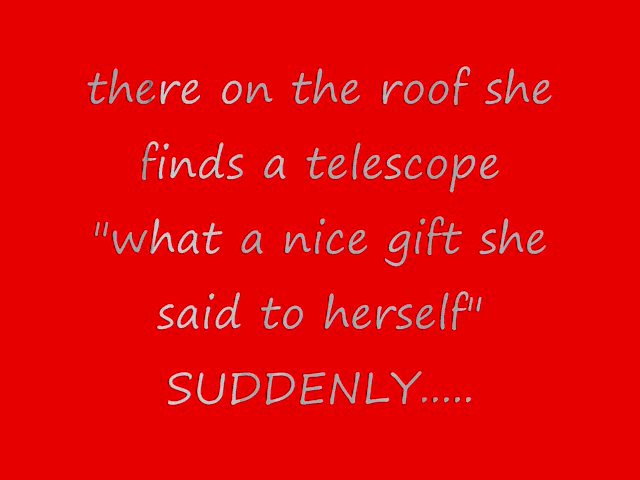 there on the roof she
finds a telescope
"what a nice gift she
said to herself"
SUDDENLY.....